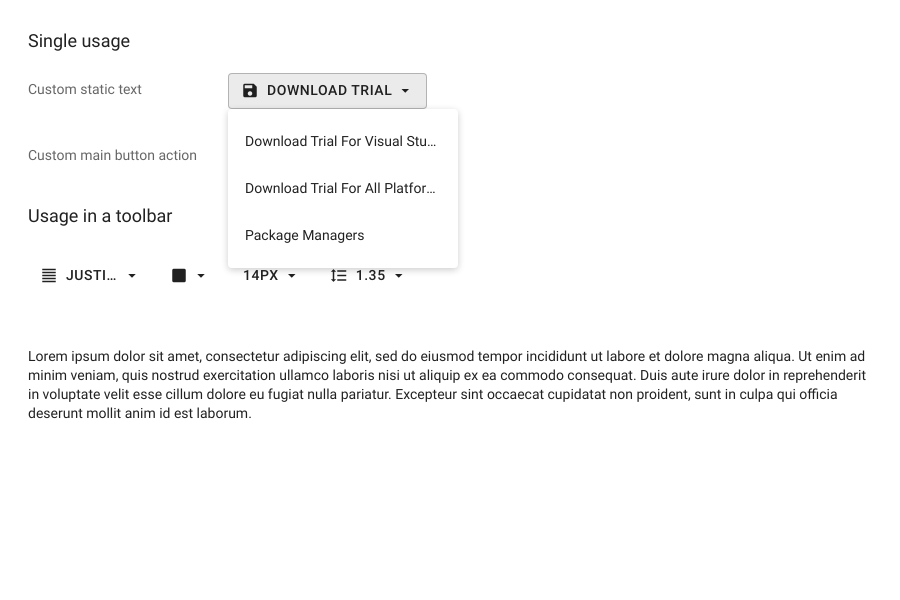 Single usage
Custom static text
DOWNLOAD TRIAL
Download Trial For Visual Stu...
Download Trial For All Platfor...
Package Managers
Custom main button action
Usage in a toolbar
JUSTI... 14PX 1.35
Lorem ipsum dolor sit amet, consectetur adipiscing elit, sed do eiusmod tempor incididunt ut labore et dolore magna aliqua. Ut enim ad
minim veniam, quis nostrud exercitation ullamco laboris nisi ut aliquip ex ea commodo consequat. Duis aute irure dolor in reprehenderit
in voluptate velit esse cillum dolore eu fugiat nulla pariatur. Excepteur sint occaecat cupidatat non proident, sunt in culpa qui officia
deserunt mollit anim id est laborum.